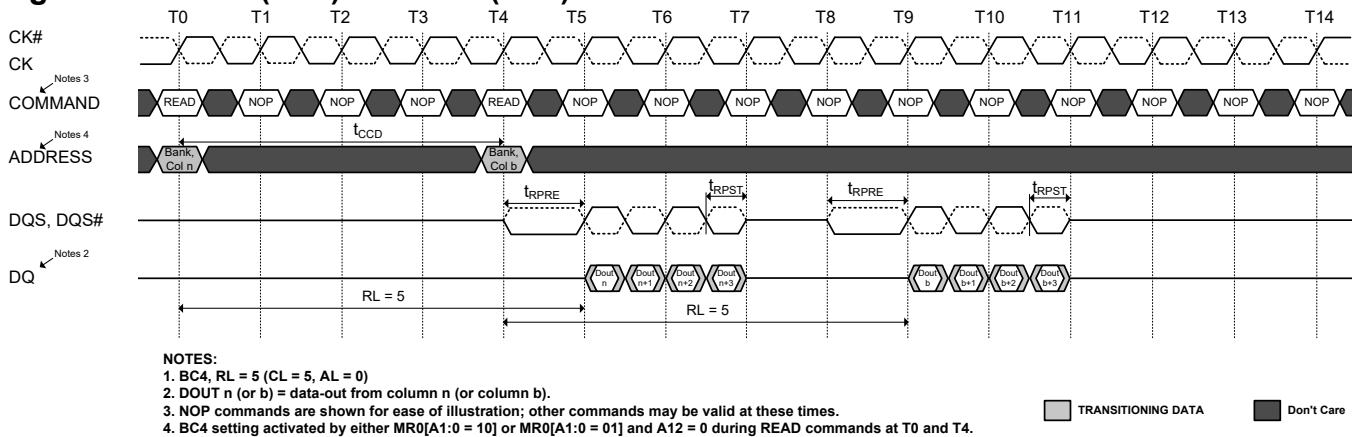 T0 T1 T2 T3 T4 T5 T6 T7 T8 T9 T10 T11 T12 T13 T14
CK#
CK
Notes 3
COMMAND READ NOP NOP NOP READ NOP NOP NOP NOP NOP NOP NOP NOP NOP NOP
tCCD
Notes 4
ADDRESS
Bank, Bank,
Col n Col b
tRPRE tRPST tRPRE tRPST
DQS, DQS#
Notes 2
DQ
Dout Dout Dout Dout Dout Dout Dout Dout
n n+1 n+2 n+3 b b+1 b+2 b+3
RL = 5
RL = 5
NOTES:
1. BC4, RL = 5 (CL = 5, AL = 0)
2. DOUT n (or b) = data-out from column n (or column b).
3. NOP commands are shown for ease of illustration; other commands may be valid at these times.
4. BC4 setting activated by either MR0[A1:0 = 10] or MR0[A1:0 = 01] and A12 = 0 during READ commands at T0 and T4.
TRANSITIONING DATA Don't Care